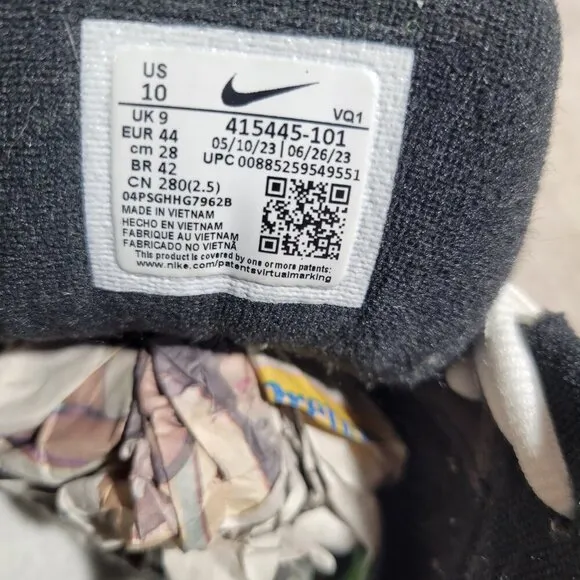 US
10
VQ1
UK 9
415445-101
EUR 44
05/10/23 | 06/26/23
cm 28
UPC 00885259549551
BR 42
CN 280(2.5)
04PSGHHG7962B
MADE IN VIETNAM
HECHO EN VIETNAM
FABRIQUE AU VIETNAM
FABRICADO NO VIETNÃ
This product is covered by one or more patents:
www.nike.com/patentsvirtualmarking